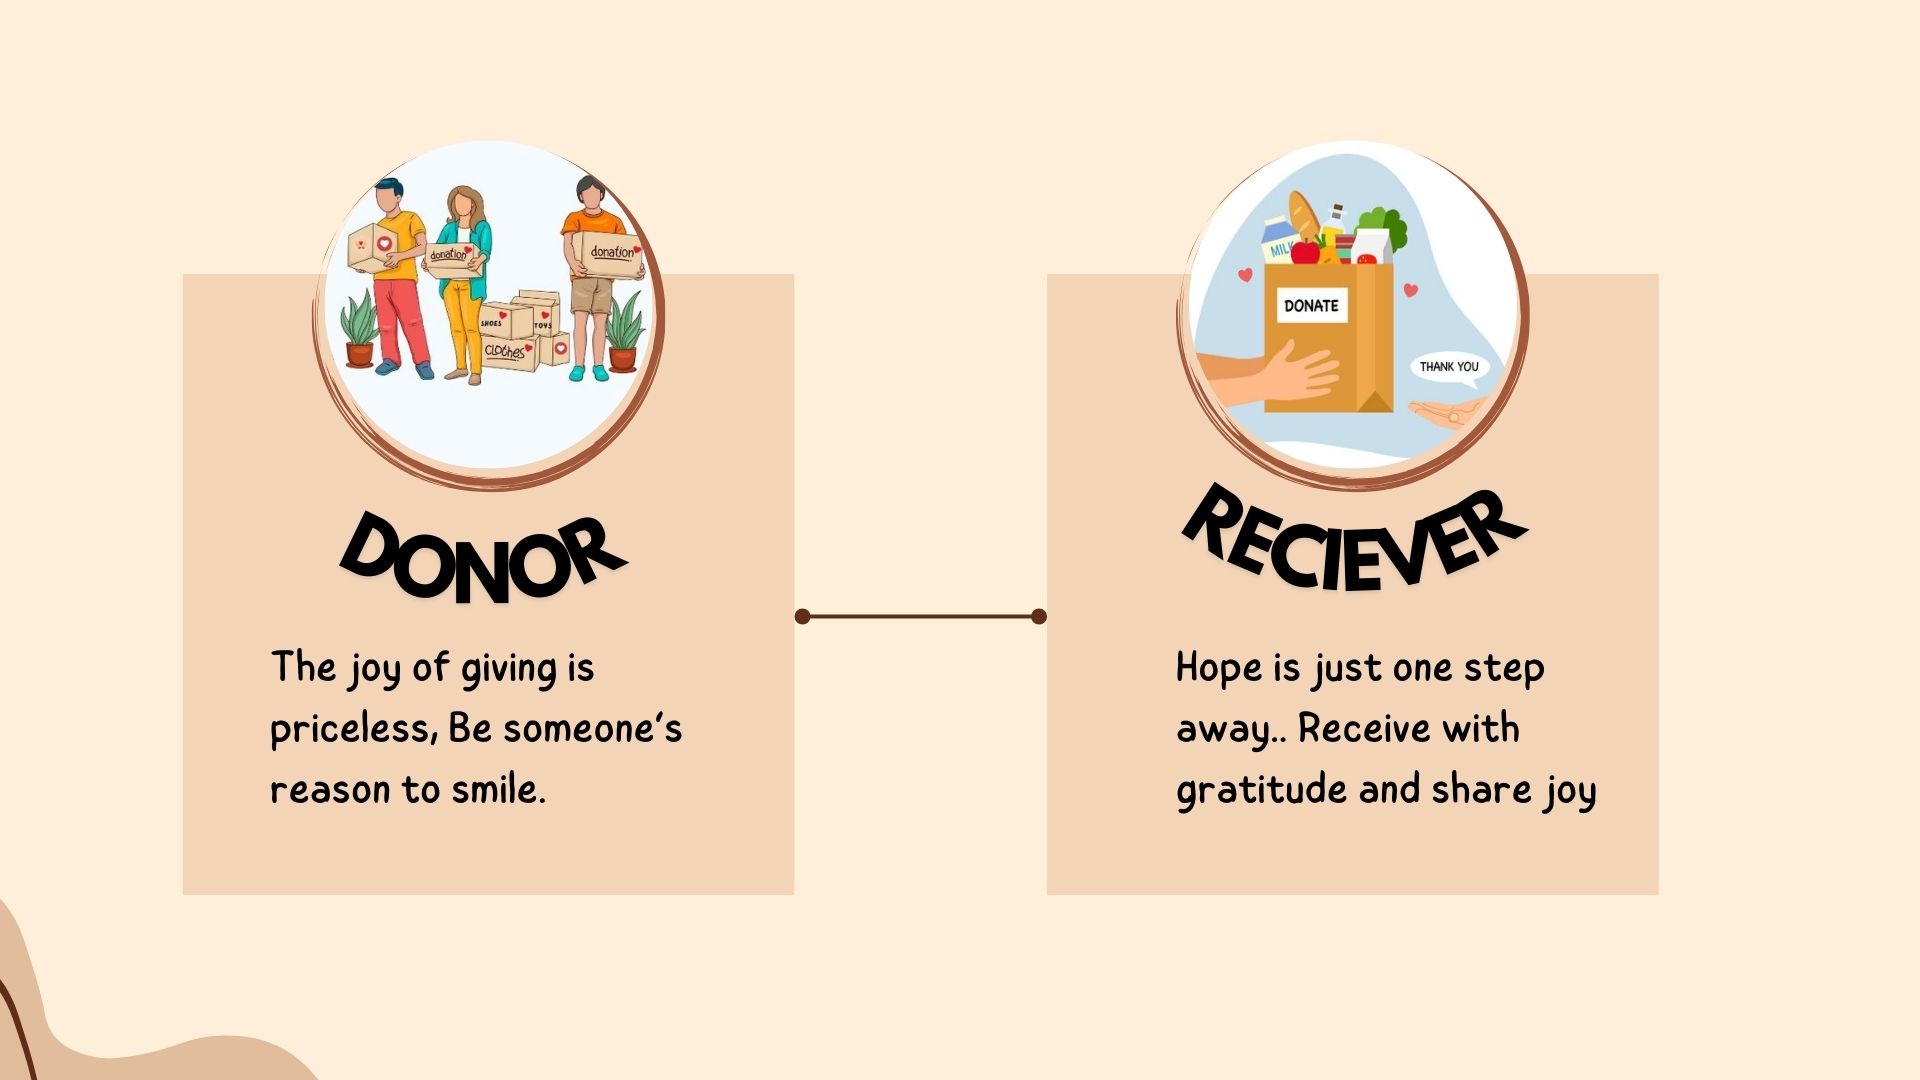 donation
donation
SHOES
TOYS
clothes
DONOR
The joy of giving is
priceless, Be someone's
reason to smile.
MILK
DONATE
THANK YOU
RECIEVER
Hope is just one step
away.. Receive with
gratitude and share joy